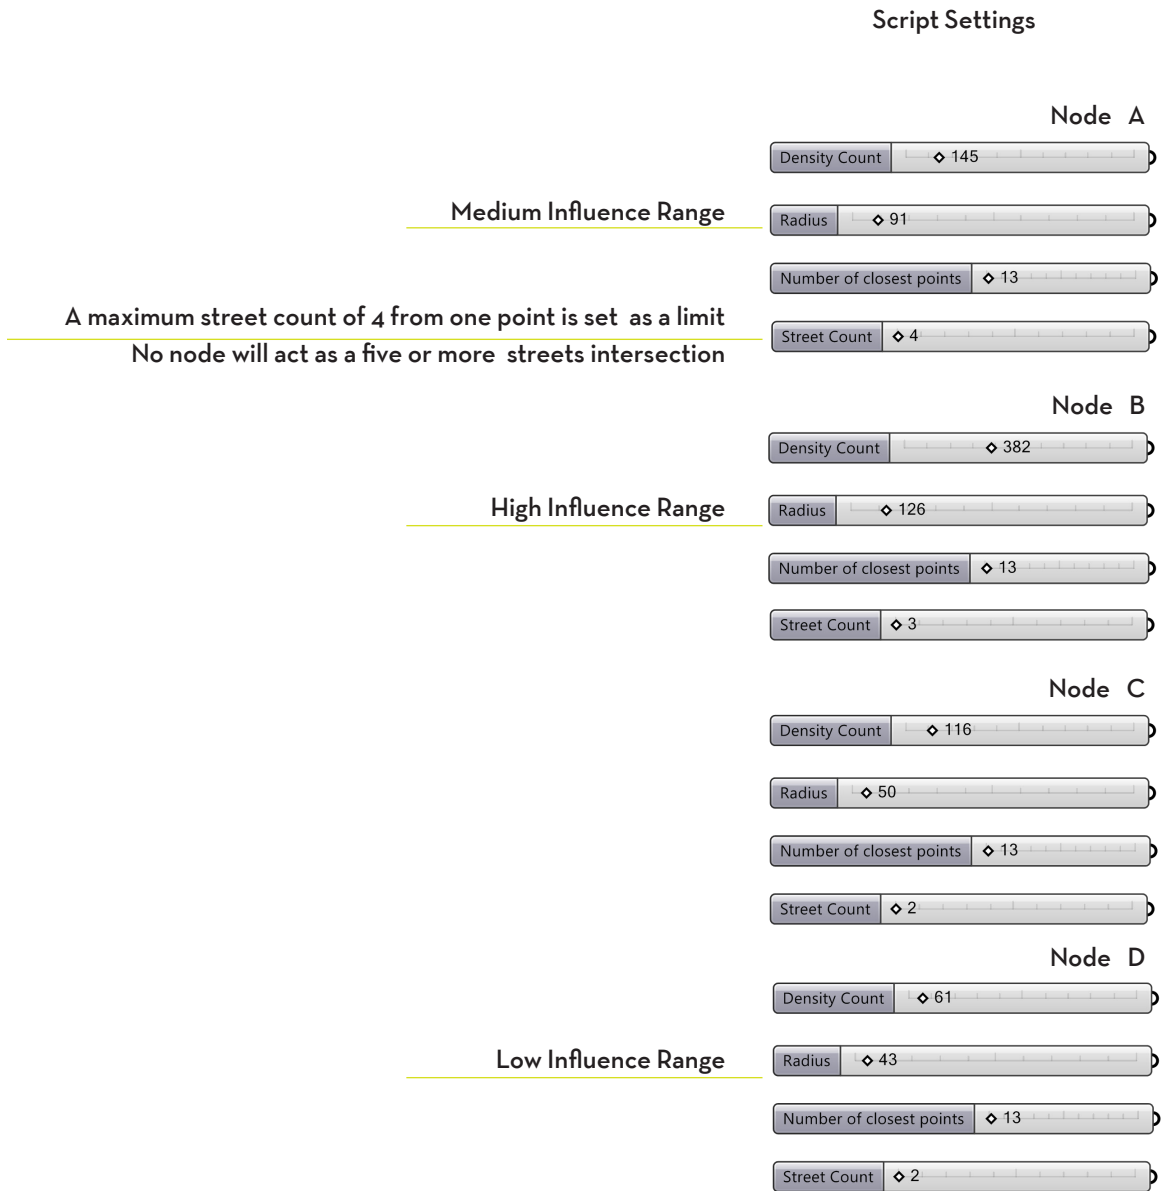 Script Settings
Node A
Density Count 145
Medium Influence Range
Radius 91
Number of closest points 13
A maximum street count of 4 from one point is set as a limit
Street Count 4
No node will act as a five or more streets intersection
Node B
Density Count 382
High Influence Range
Radius 126
Number of closest points 13
Street Count 3
Node C
Density Count 116
Radius 50
Number of closest points 13
Street Count 2
Node D
Density Count 61
Low Influence Range
Radius 43
Number of closest points 13
Street Count 2